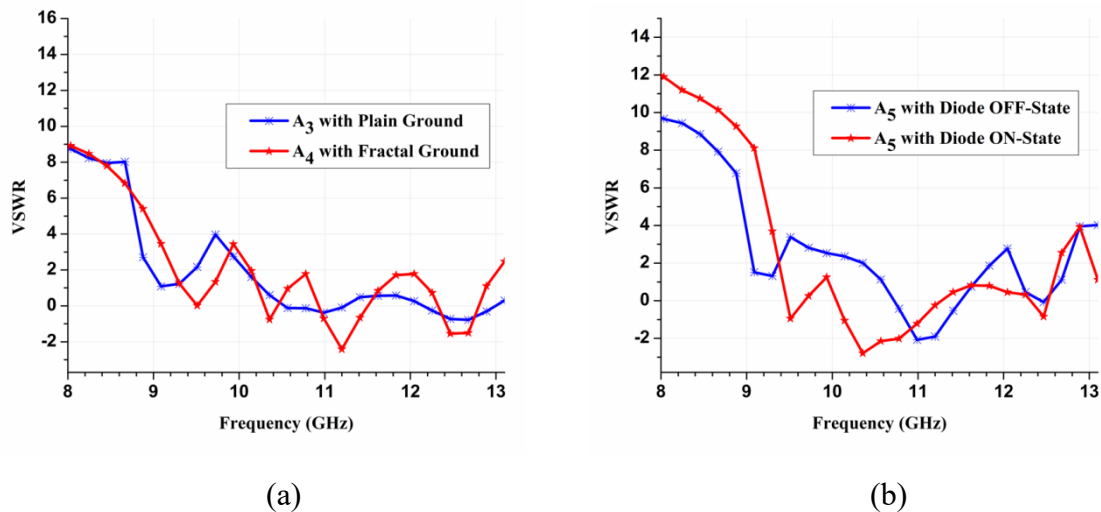 16
14
12
10
8
6
4
2
0
-2
VSWR
A3 with Plain Ground
A4 with Fractal Ground
8 9 10 11 12 13
Frequency (GHz)
(a)
14
12
10
8
6
4
2
0
-2
VSWR
A5 with Diode OFF-State
A5 with Diode ON-State
8 9 10 11 12 13
Frequency (GHz)
(b)